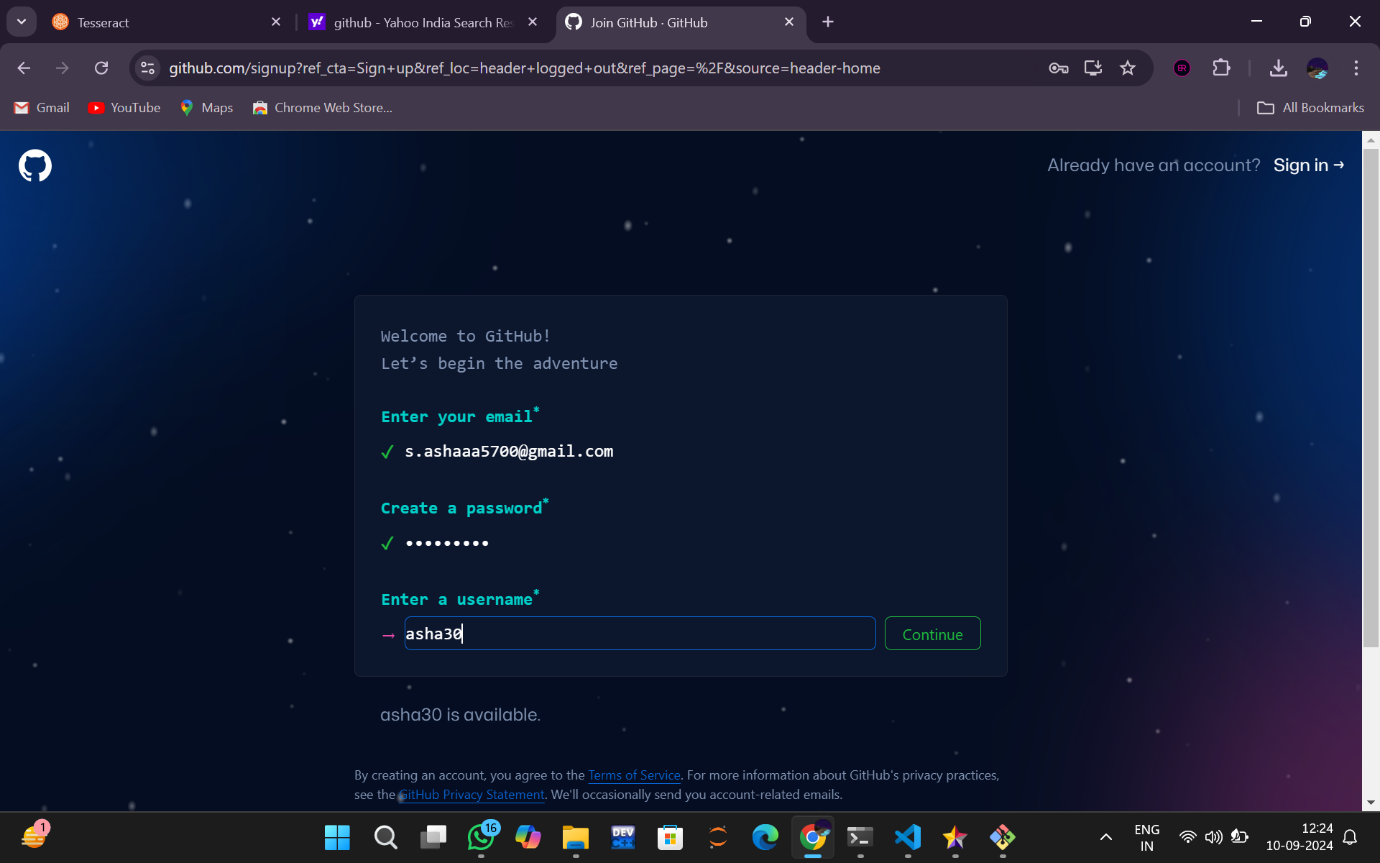 Tesseract
github - Yahoo India Search Res
Join GitHub · GitHub
github.com/signup?ref_cta=Sign+up&ref_loc=header+logged+out&ref_page=%2F&source=header-home
Gmail
YouTube
Maps
Chrome Web Store...
All Bookmarks
Already have an account? Sign in →
Welcome to GitHub!
Let’s begin the adventure
Enter your email*
✓ s.ashaaa5700@gmail.com
Create a password*
✓ •••••••••
Enter a username*
→ asha30
Continue
asha30 is available.
By creating an account, you agree to the Terms of Service. For more information about GitHub's privacy practices,
see the GitHub Privacy Statement. We'll occasionally send you account-related emails.
1
16
DEV
C++
ENG
IN
12:24
10-09-2024